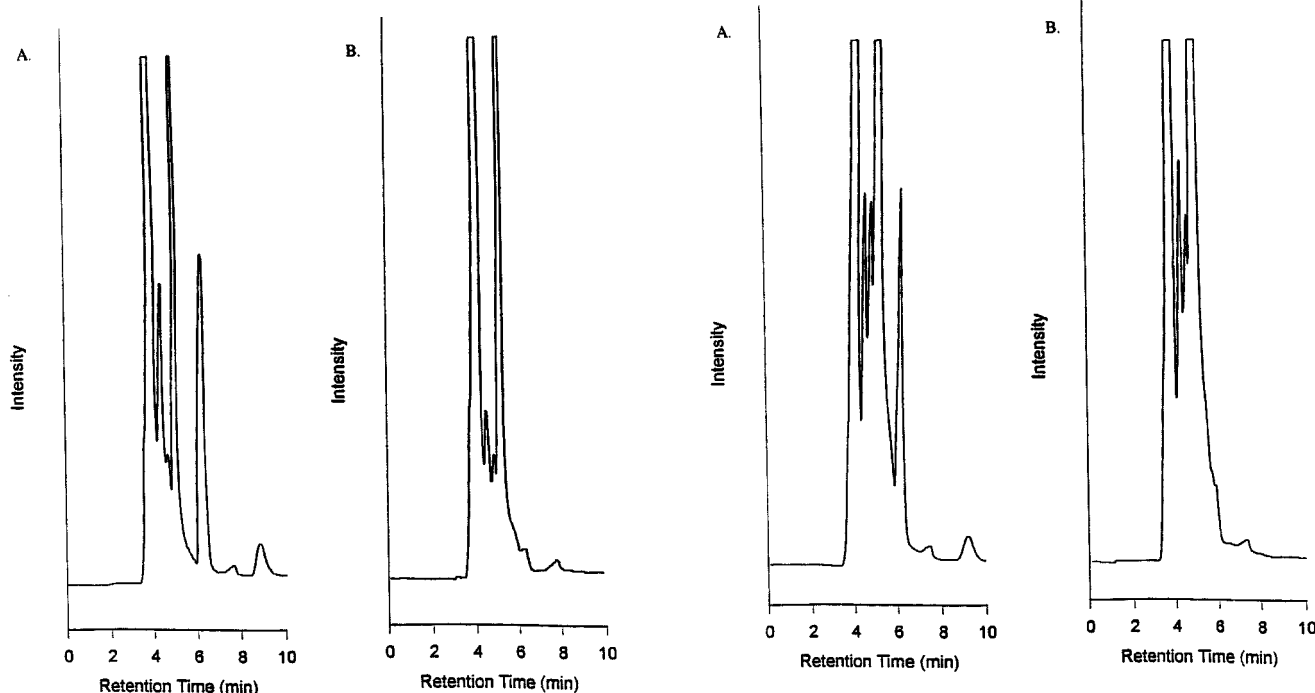 A.
Intensity
0 2 4 6 8 10
Retention Time (min)
B.
Intensity
0 2 4 6 8 10
Retention Time (min)
A.
Intensity
0 2 4 6 8 10
Retention Time (min)
B.
Intensity
0 2 4 6 8 10
Retention Time (min)